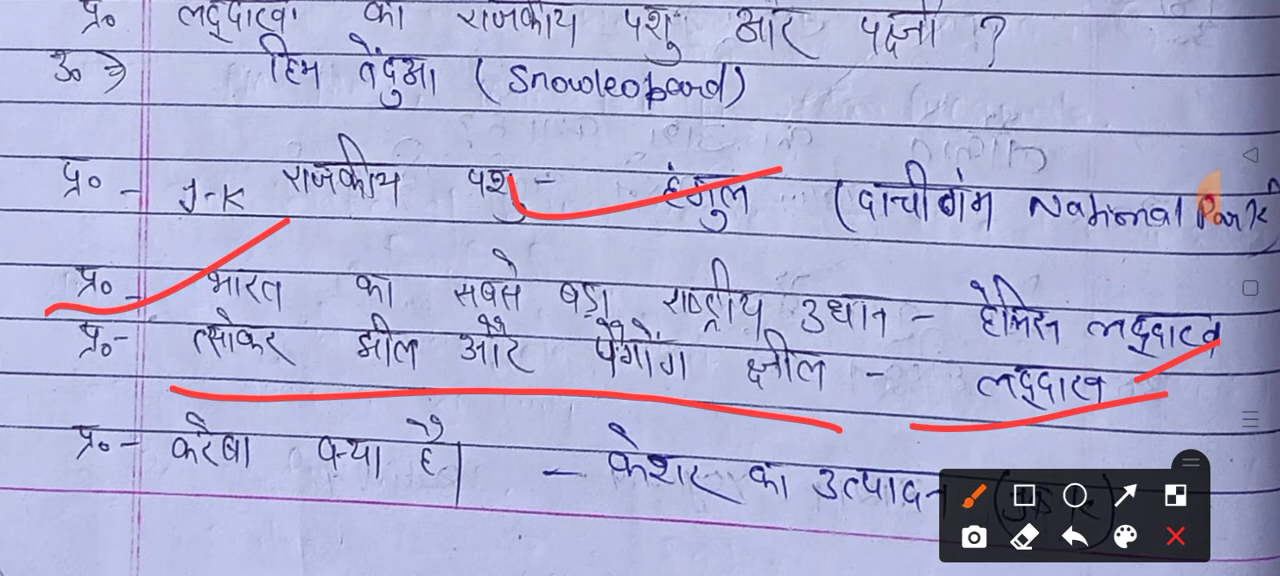 प्र० लद्दाख का राजकीय पशु और पक्षी ?
उ० ⇒ हिम तेंदुआ (Snowleopard)
प्र० - J-K राजकीय पशु - हंगुल (दाचीगांम National Park
प्र० - भारत का सबसे बड़ा राष्ट्रीय उधान - हेमिस लद्दाख
प्र०- त्सोकर झील और पैंगोंग झील - लद्दाख
प्र० - करेबा क्या है। - केशर का उत्पादन (J&K)